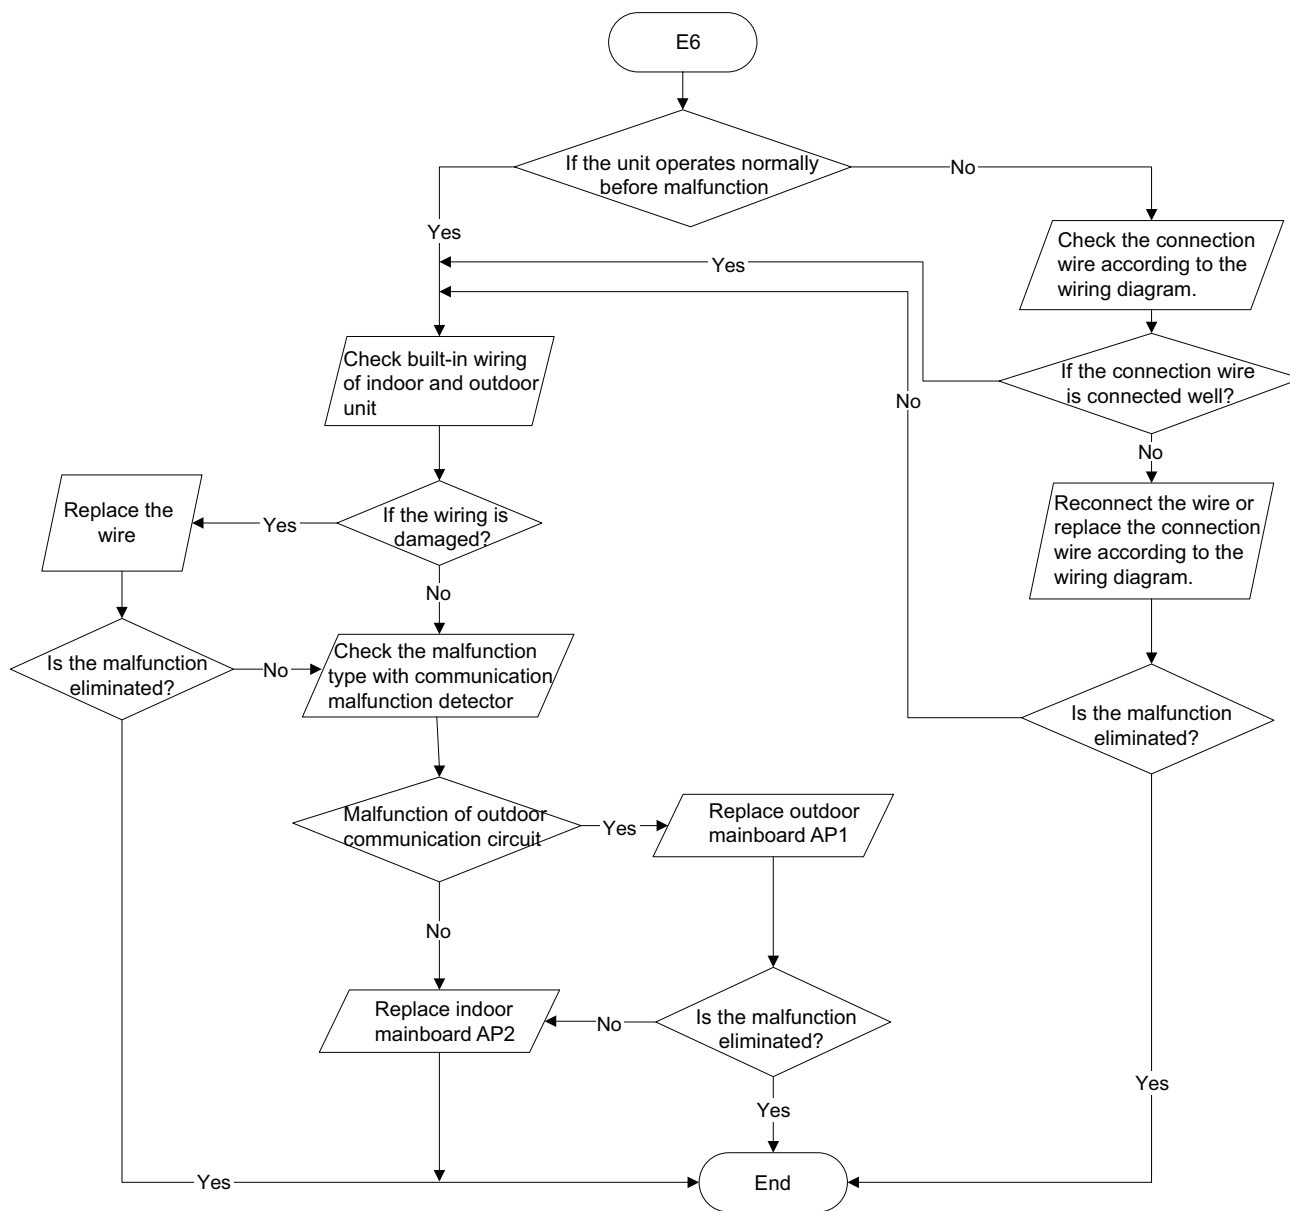 E6
If the unit operates normally
before malfunction
No
Yes
Check the connection
wire according to the
wiring diagram.
Yes
Check built-in wiring
of indoor and outdoor
unit
If the connection wire
is connected well?
No
No
Replace the
wire
Yes
If the wiring is
damaged?
Reconnect the wire or
replace the connection
wire according to the
wiring diagram.
No
Is the malfunction
eliminated?
No
Check the malfunction
type with communication
malfunction detector
Is the malfunction
eliminated?
Malfunction of outdoor
communication circuit
Yes
Replace outdoor
mainboard AP1
No
Replace indoor
mainboard AP2
No
Is the malfunction
eliminated?
Yes
Yes
Yes
End